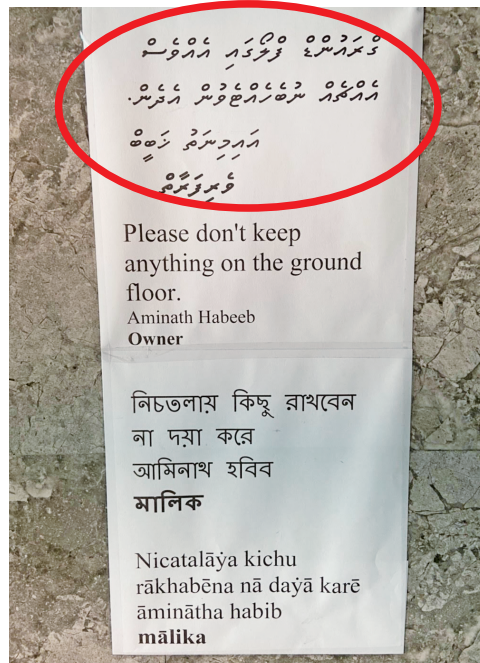 ގްރައުންޑް ފްލޯގައި އެއްވެސް
އެއްޗެއް ނުބެހެއްޓެވުން އެދެން.
އައިމިނަތު ޙަބީބް
ވެރިފަރާތް
Please don't keep
anything on the ground
floor.
Aminath Habeeb
Owner
নিচতলায় কিছু রাখবেন
না দয়া করে
আমিনাথ হবিব
মালিক
Nicatalāẏa kichu
rākhabēna nā daẏā karē
āminātha habib
mālika